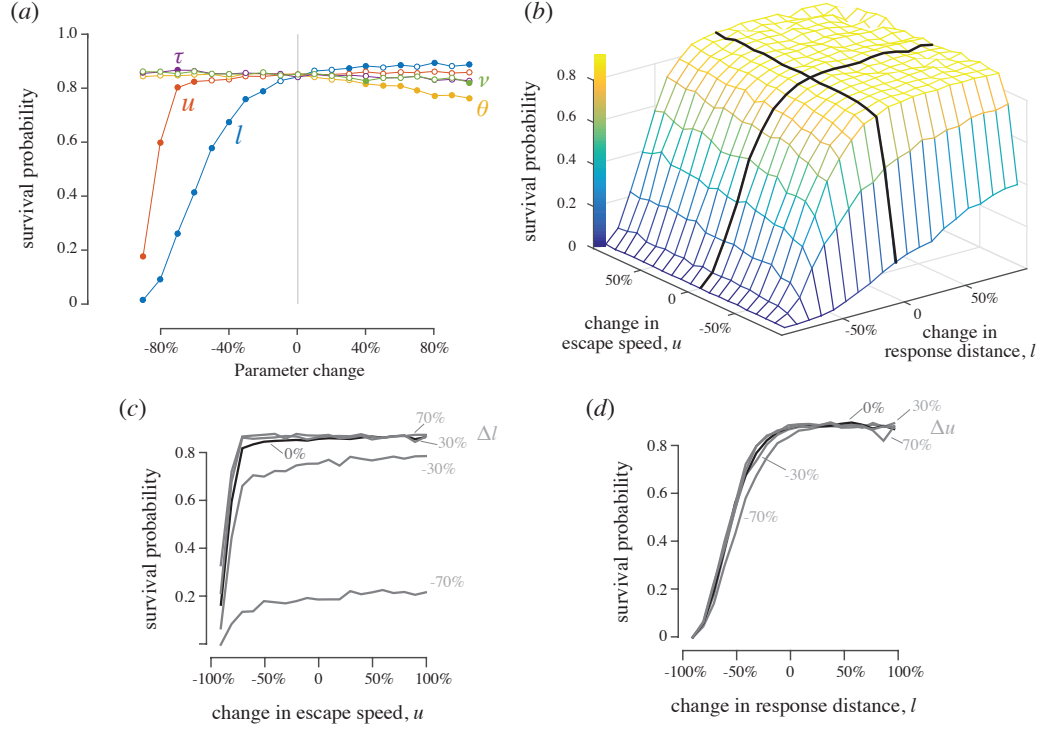 (a)
1.0
0.8
0.6
0.4
0.2
0
survival probability
τ
u
l
ν
θ
-80%
-40%
0
40%
80%
Parameter change
(b)
0.8
0.6
0.4
0.2
0
survival probability
50%
0
-50%
change in
escape speed, u
-50%
0
50%
change in
response distance, l
(c)
0.8
0.6
0.4
0.2
survival probability
70%
-30%
0%
Δl
-30%
-70%
-100%
-50%
0
50%
100%
change in escape speed, u
(d)
0.8
0.6
0.4
0.2
0
survival probability
0%
30%
Δu
70%
-30%
-70%
-100%
-50%
0
50%
100%
change in response distance, l